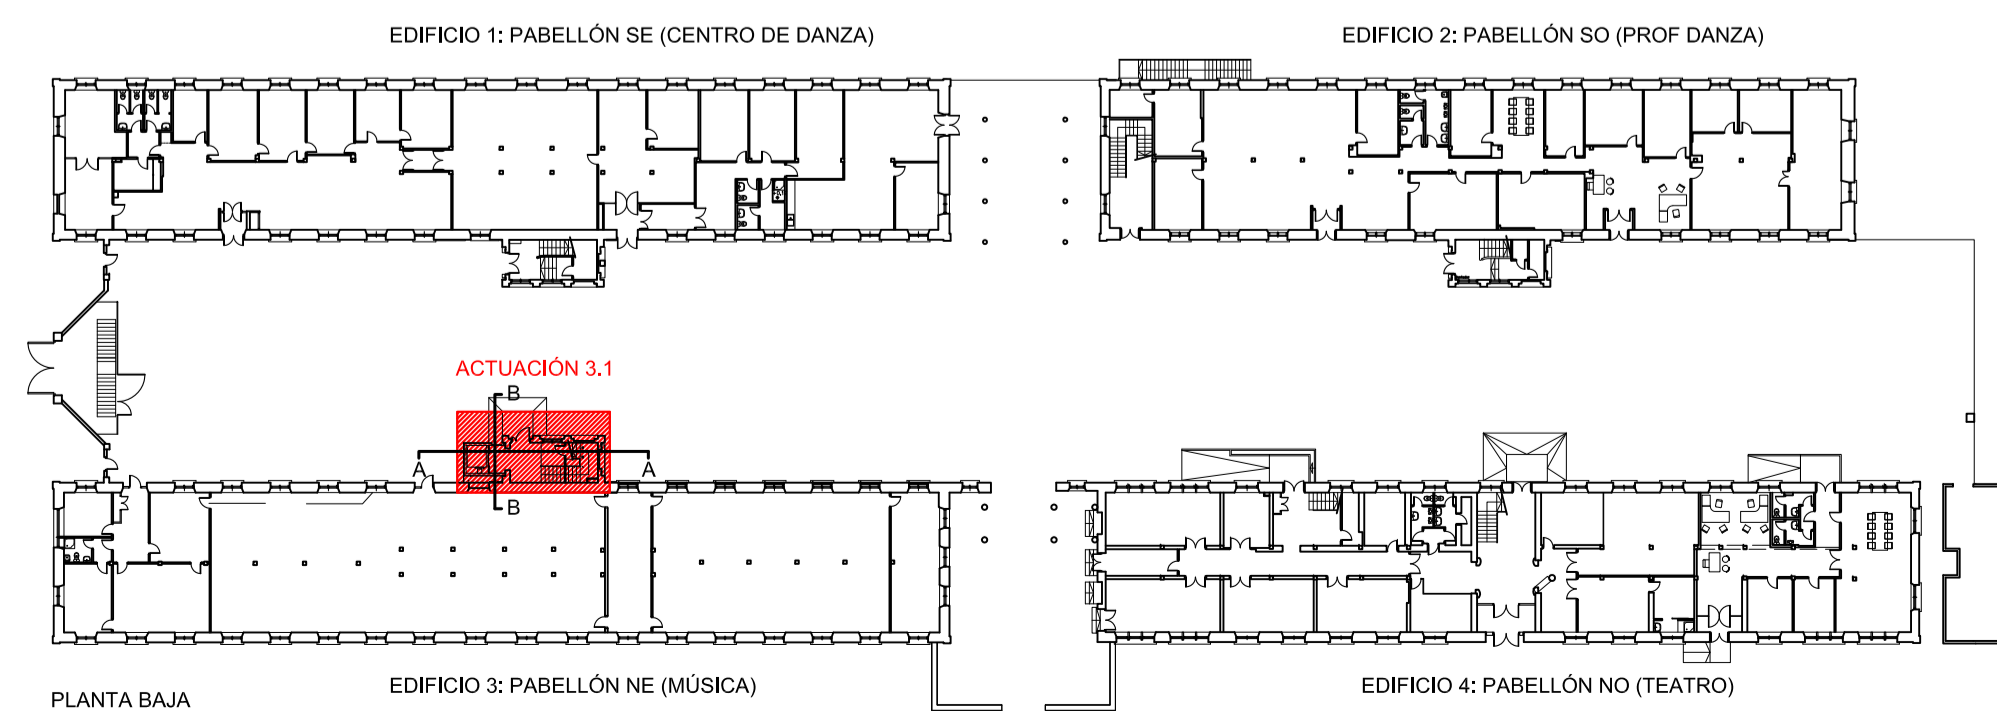 EDIFICIO 1: PABELLÓN SE (CENTRO DE DANZA)
EDIFICIO 2: PABELLÓN SO (PROF DANZA)
ACTUACIÓN 3.1
B
A
A
B
EDIFICIO 3: PABELLÓN NE (MÚSICA)
EDIFICIO 4: PABELLÓN NO (TEATRO)
PLANTA BAJA